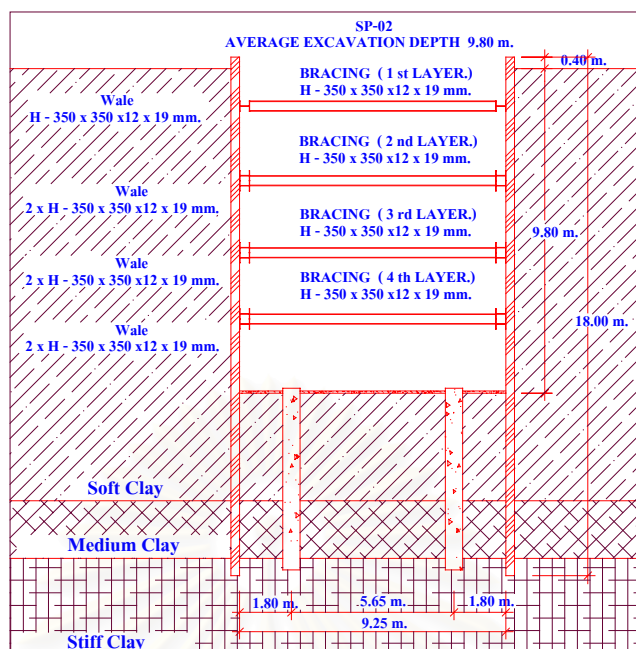 SP-02
AVERAGE EXCAVATION DEPTH 9.80 m.
0.40 m.
BRACING ( 1 st LAYER.)
H - 350 x 350 x12 x 19 mm.
Wale
H - 350 x 350 x12 x 19 mm.
BRACING ( 2 nd LAYER.)
H - 350 x 350 x12 x 19 mm.
Wale
2 x H - 350 x 350 x12 x 19 mm.
BRACING ( 3 rd LAYER.)
H - 350 x 350 x12 x 19 mm.
9.80 m.
Wale
2 x H - 350 x 350 x12 x 19 mm.
BRACING ( 4 th LAYER.)
H - 350 x 350 x12 x 19 mm.
18.00 m.
Wale
2 x H - 350 x 350 x12 x 19 mm.
Soft Clay
Medium Clay
1.80 m.
5.65 m.
1.80 m.
9.25 m.
Stiff Clay